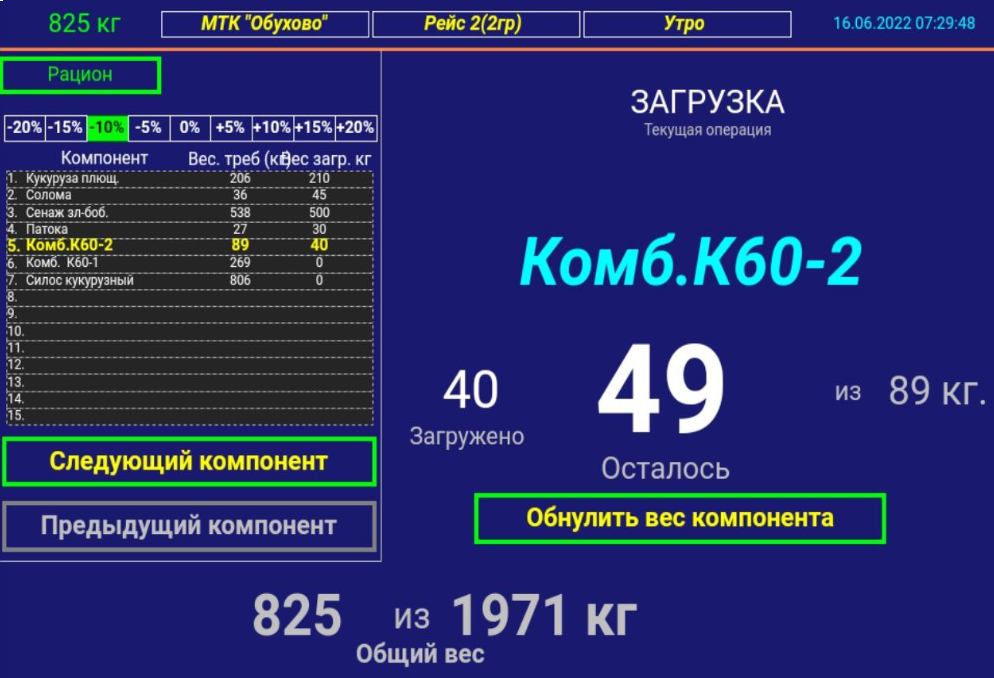 825 кг МТК "Обухово" Рейс 2(2гр) Утро 16.06.2022 07:29:48
Рацион
-20% -15% -10% -5% 0% +5% +10% +15% +20%
Компонент Вес. треб (кг) Вес загр. кг
1. Кукуруза плющ. 206 210
2. Солома 36 45
3. Сенаж зл-боб. 538 500
4. Патока 27 30
5. Комб.К60-2 89 40
6. Комб. К60-1 269 0
7. Силос кукурузный 806 0
8.
9.
10.
11.
12.
13.
14.
15.
Следующий компонент
Предыдущий компонент
ЗАГРУЗКА
Текущая операция
Комб.К60-2
40 49 из 89 кг.
Загружено
Осталось
Обнулить вес компонента
825 из 1971 кг
Общий вес